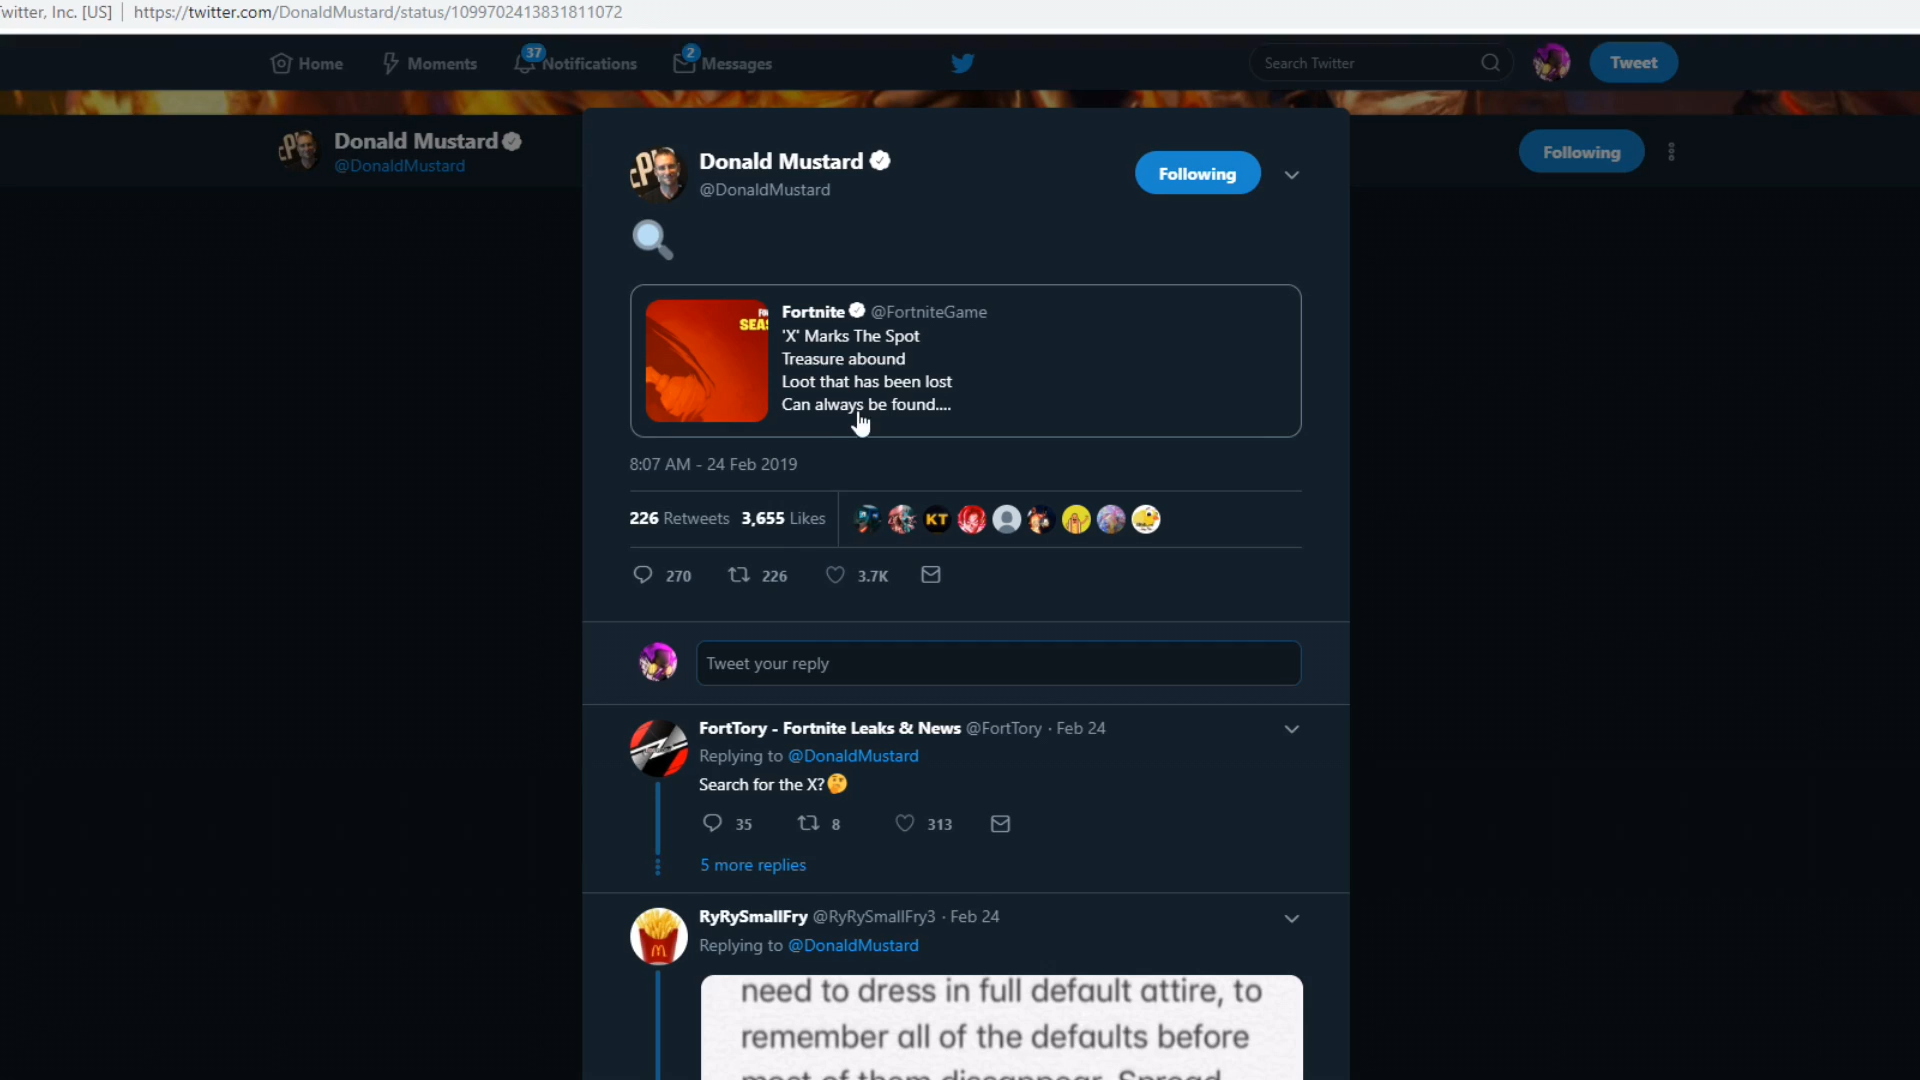 witter, Inc. [US] | https://twitter.com/DonaldMustard/status/1099702413831811072
Home
Moments
37
Notifications
2
Messages
Search Twitter
Tweet
Donald Mustard
@DonaldMustard
Following
Donald Mustard
@DonaldMustard
Following
SEAS
Fortnite @FortniteGame
'X' Marks The Spot
Treasure abound
Loot that has been lost
Can always be found....
8:07 AM - 24 Feb 2019
226 Retweets 3,655 Likes
KT
270 226 3.7K
Tweet your reply
FortTory - Fortnite Leaks & News @FortTory · Feb 24
Replying to @DonaldMustard
Search for the X?🤔
35 8 313
5 more replies
RyRySmallFry @RyRySmallFry3 · Feb 24
Replying to @DonaldMustard
need to dress in full default attire, to
remember all of the defaults before